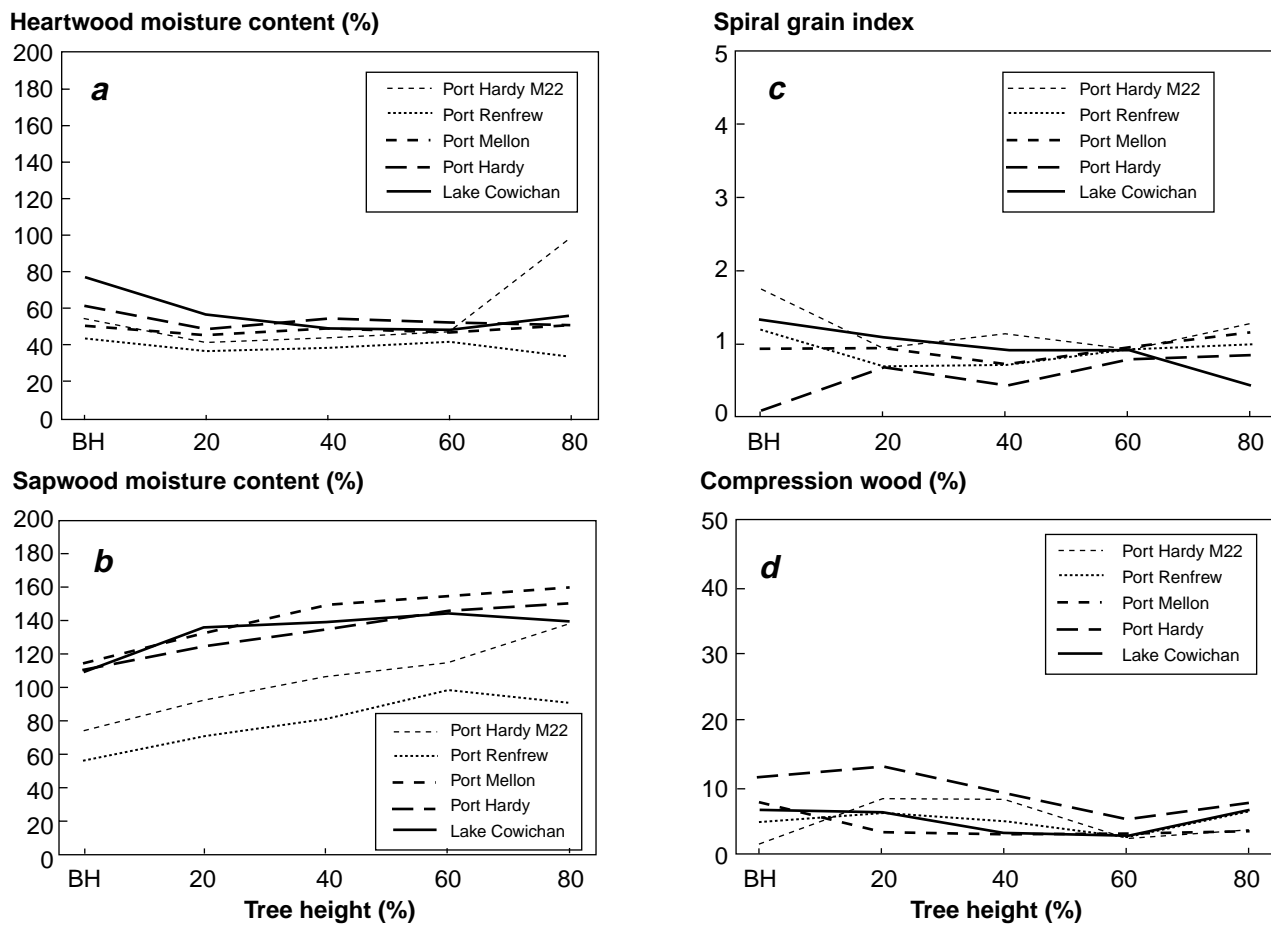 Heartwood moisture content (%)
200
180
160
140
120
100
80
60
40
20
0
a
Port Hardy M22
Port Renfrew
Port Mellon
Port Hardy
Lake Cowichan
BH 20 40 60 80
Spiral grain index
5
4
3
2
1
0
c
Port Hardy M22
Port Renfrew
Port Mellon
Port Hardy
Lake Cowichan
BH 20 40 60 80
Sapwood moisture content (%)
200
180
160
140
120
100
80
60
40
20
0
b
Port Hardy M22
Port Renfrew
Port Mellon
Port Hardy
Lake Cowichan
BH 20 40 60 80
Tree height (%)
Compression wood (%)
50
40
30
20
10
0
d
Port Hardy M22
Port Renfrew
Port Mellon
Port Hardy
Lake Cowichan
BH 20 40 60 80
Tree height (%)